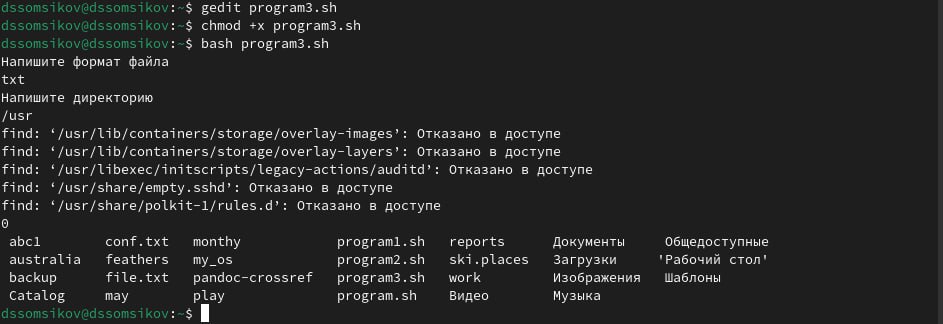 dssomsikov@dssomsikov:~$ gedit program3.sh
dssomsikov@dssomsikov:~$ chmod +x program3.sh
dssomsikov@dssomsikov:~$ bash program3.sh
Напишите формат файла
txt
Напишите директорию
/usr
find: ‘/usr/lib/containers/storage/overlay-images’: Отказано в доступе
find: ‘/usr/lib/containers/storage/overlay-layers’: Отказано в доступе
find: ‘/usr/libexec/initscripts/legacy-actions/auditd’: Отказано в доступе
find: ‘/usr/share/empty.sshd’: Отказано в доступе
find: ‘/usr/share/polkit-1/rules.d’: Отказано в доступе
0
abc1 conf.txt monthy program1.sh reports Документы Общедоступные
australia feathers my_os program2.sh ski.places Загрузки 'Рабочий стол'
backup file.txt pandoc-crossref program3.sh work Изображения Шаблоны
Catalog may play program.sh Видео Музыка
dssomsikov@dssomsikov:~$